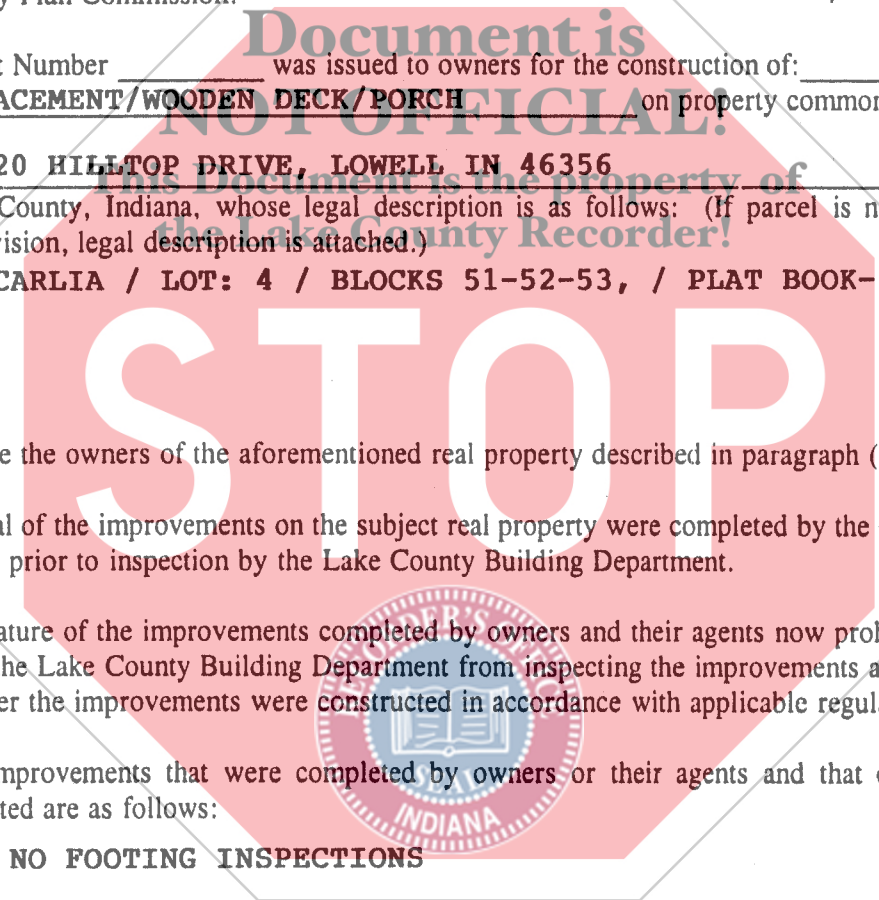 y Plan Commission.
Document is
t Number ________ was issued to owners for the construction of:
ACEMENT/WOODEN DECK/PORCH on property common
NOT OFFICIAL!
20 HILLTOP DRIVE, LOWELL IN 46356
This Document is the property of
County, Indiana, whose legal description is as follows: (If parcel is n
the Lake County Recorder!
ision, legal description is attached.)
CARLIA / LOT: 4 / BLOCKS 51-52-53, / PLAT BOOK-
STOP
e the owners of the aforementioned real property described in paragraph (
al of the improvements on the subject real property were completed by the
prior to inspection by the Lake County Building Department.
ature of the improvements completed by owners and their agents now proh
he Lake County Building Department from inspecting the improvements a
er the improvements were constructed in accordance with applicable regula
mprovements that were completed by owners or their agents and that c
ted are as follows:
RECORDER'S OFFICE
SEAL
INDIANA
NO FOOTING INSPECTIONS